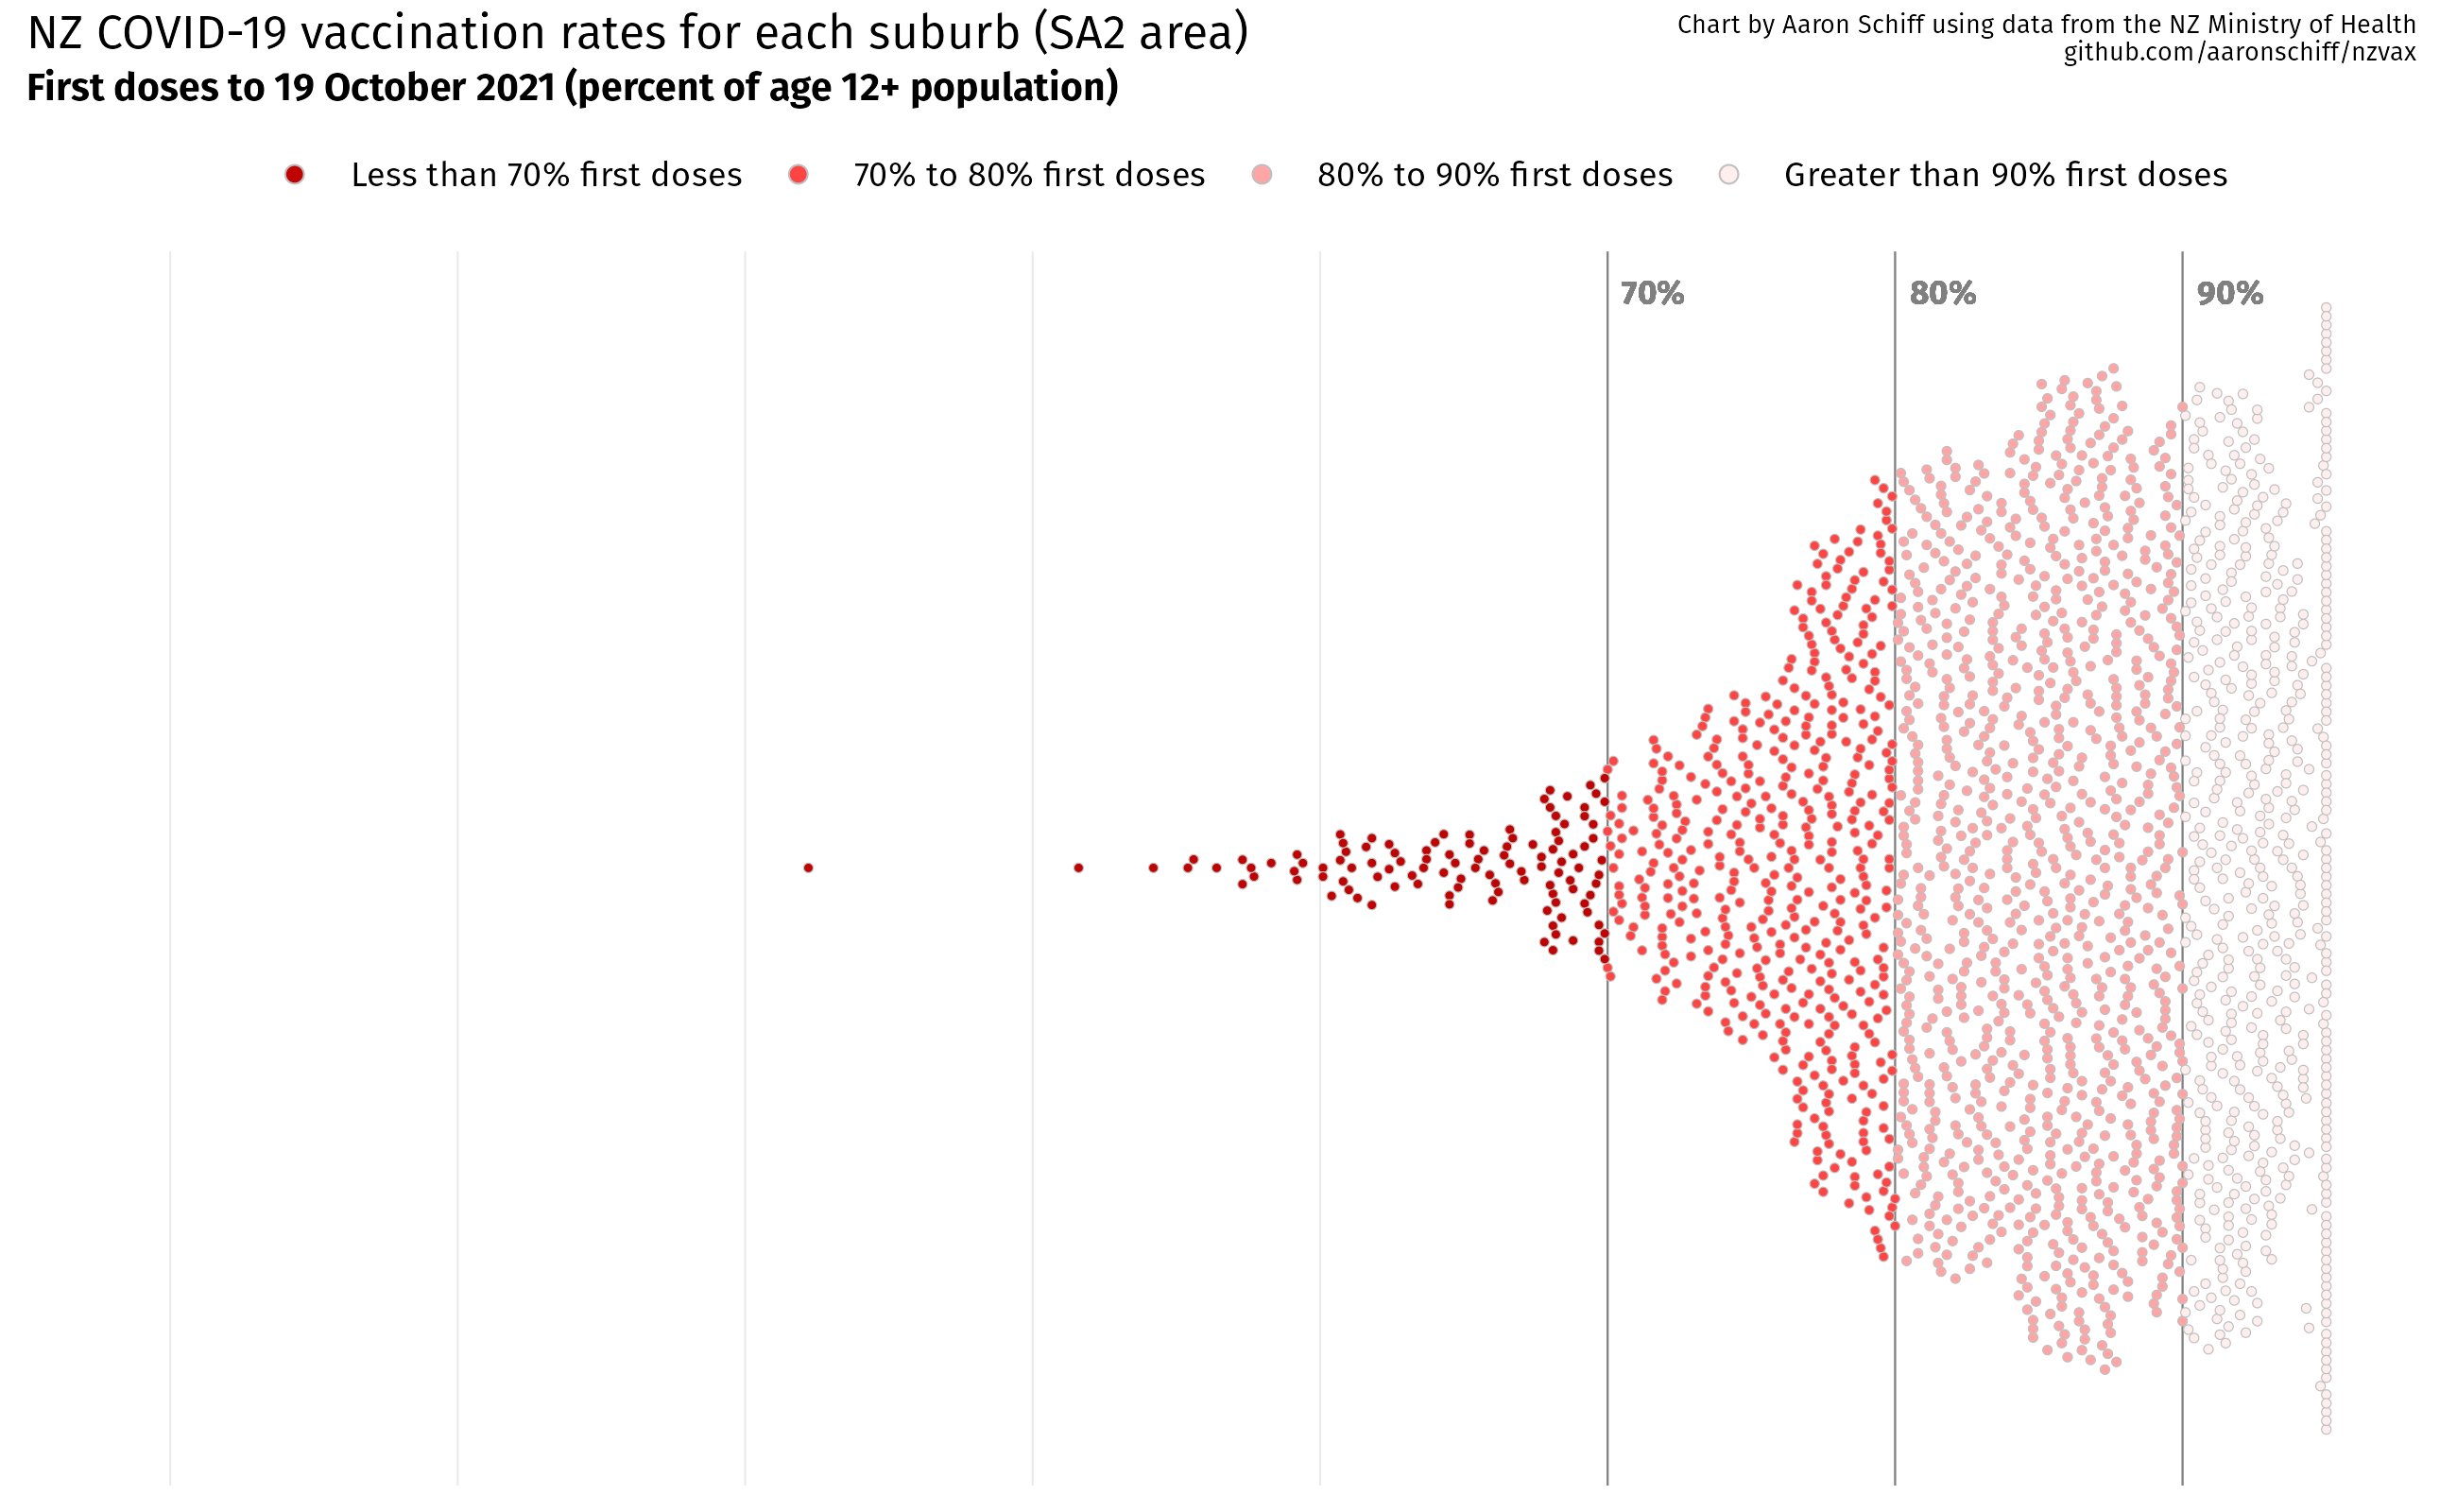 NZ COVID-19 vaccination rates for each suburb (SA2 area)
First doses to 19 October 2021 (percent of age 12+ population)
Chart by Aaron Schiff using data from the NZ Ministry of Health
github.com/aaronschiff/nzvax
Less than 70% first doses
70% to 80% first doses
80% to 90% first doses
Greater than 90% first doses
70%
80%
90%